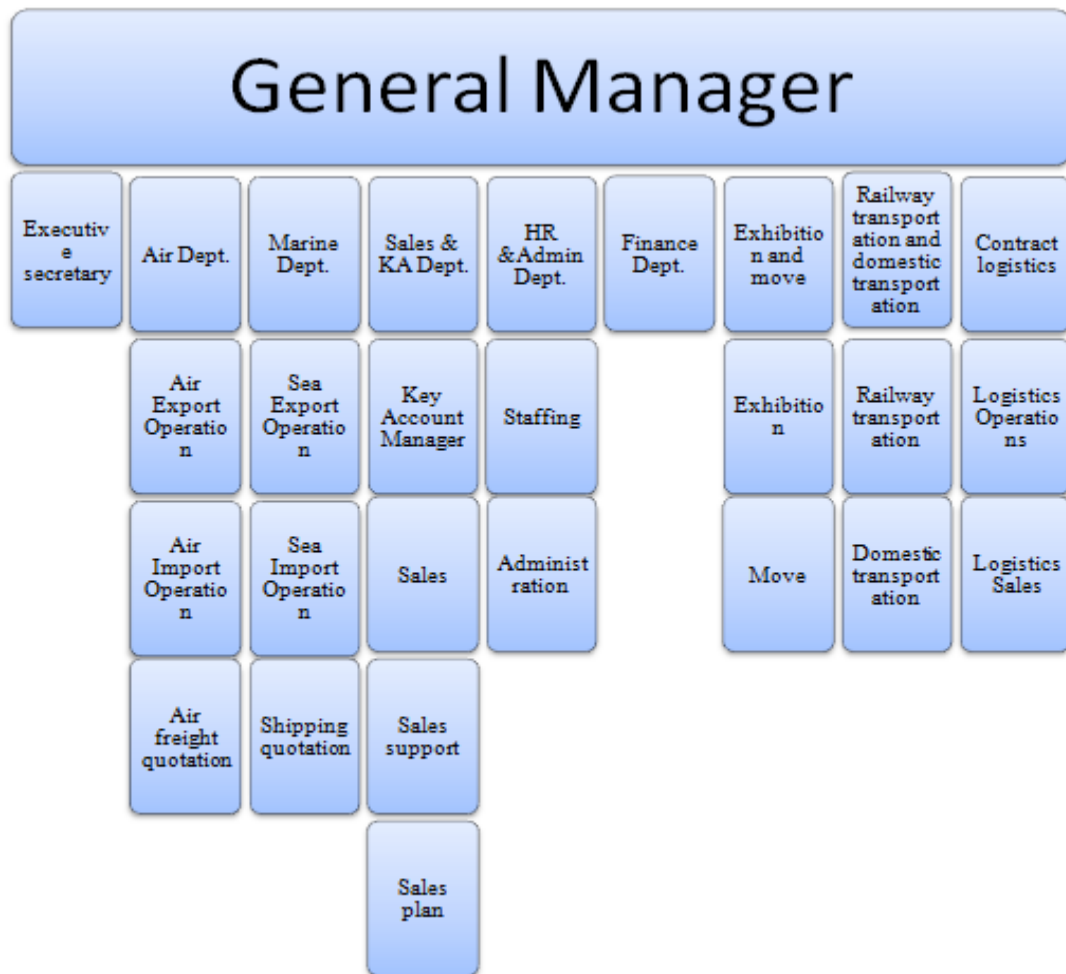 General Manager
Executiv
e
secretary
Air Dept.
Marine
Dept.
Sales &
KA Dept.
HR
&Admin
Dept.
Finance
Dept.
Exhibitio
n and
move
Railway
transport
ation and
domestic
transport
ation
Contract
logistics
Air
Export
Operatio
n
Sea
Export
Operatio
n
Key
Account
Manager
Staffing
Exhibitio
n
Railway
transport
ation
Logistics
Operatio
ns
Air
Import
Operatio
n
Sea
Import
Operatio
n
Sales
Administ
ration
Move
Domestic
transport
ation
Logistics
Sales
Air
freight
quotation
Shipping
quotation
Sales
support
Sales
plan